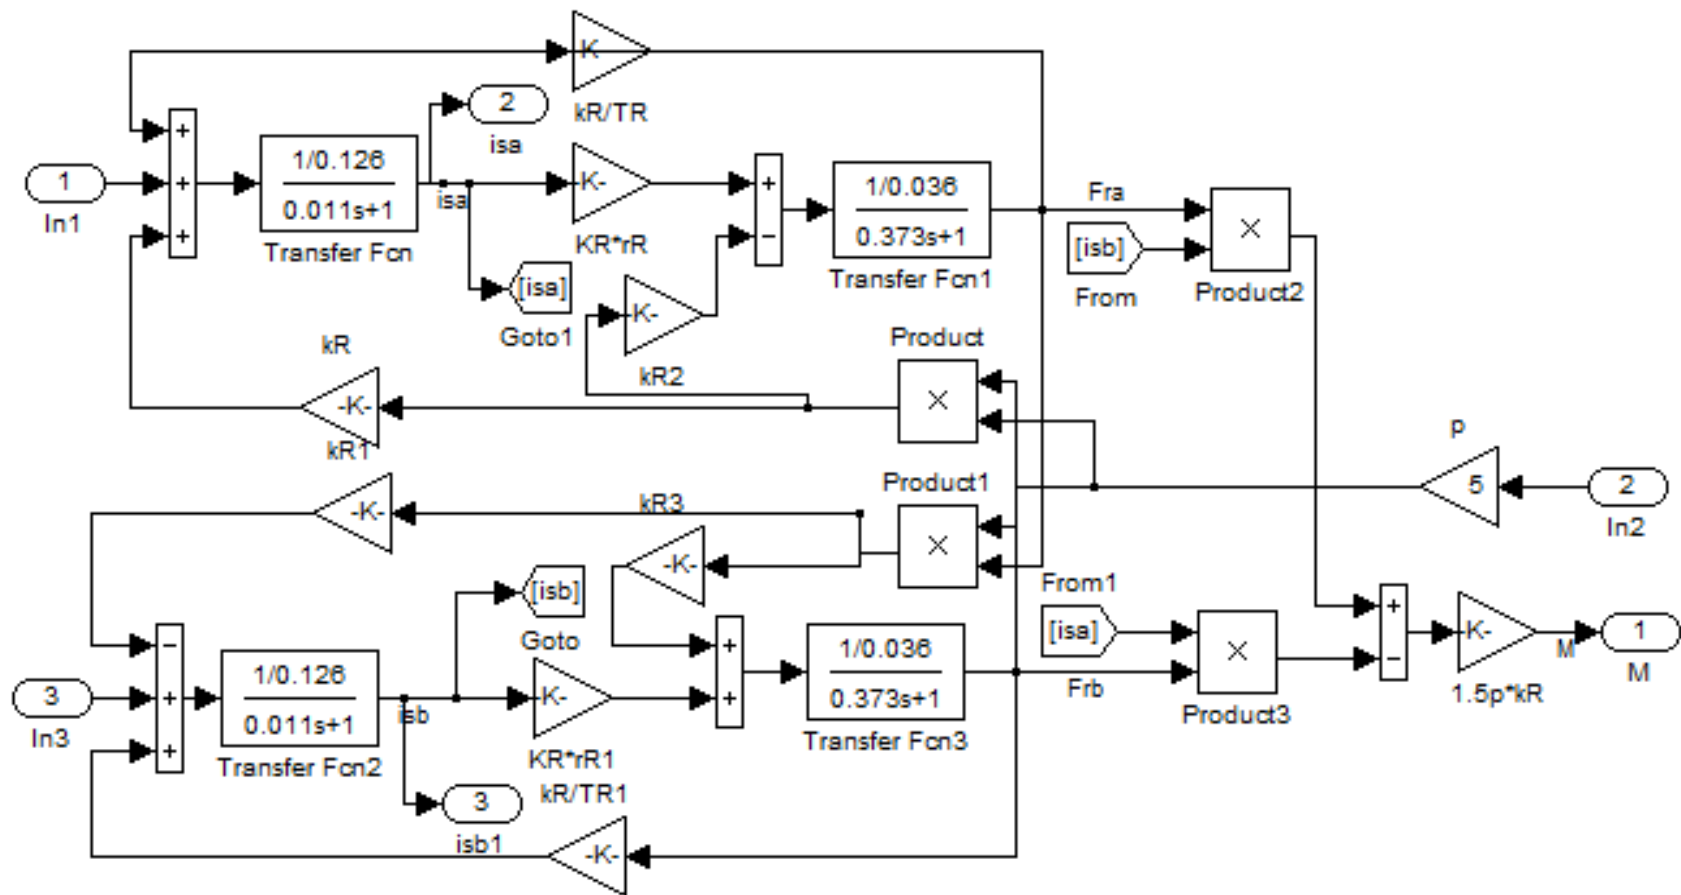 K-
kR/TR
2
isa
+
+
+
1
In1
1/0.126
0.011s+1
Transfer Fcn
isa
K-
KR*rR
[isa]
Goto1
+
−
1/0.036
0.373s+1
Transfer Fcn1
-K-
kR2
Fra
[isb]
From
×
Product2
kR
-K-
kR1
Product
×
p
5
2
In2
-K-
kR3
-K-
Product1
×
[isb]
Goto
−
+
+
3
In3
1/0.126
0.011s+1
Transfer Fcn2
isb
K-
KR*rR1
kR/TR1
3
isb1
-K-
+
+
1/0.036
0.373s+1
Transfer Fcn3
From1
[isa]
Frb
×
Product3
+
−
K-
1.5p*kR
M
1
M